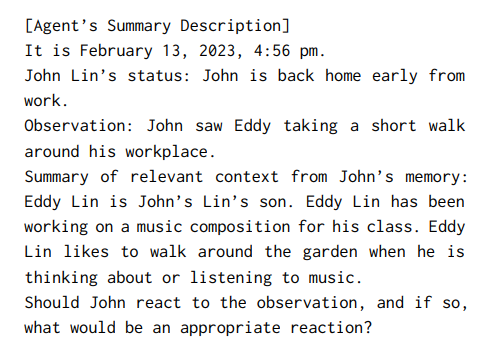 [Agent’s Summary Description]
It is February 13, 2023, 4:56 pm.
John Lin’s status: John is back home early from
work.
Observation: John saw Eddy taking a short walk
around his workplace.
Summary of relevant context from John’s memory:
Eddy Lin is John’s Lin’s son. Eddy Lin has been
working on a music composition for his class. Eddy
Lin likes to walk around the garden when he is
thinking about or listening to music.
Should John react to the observation, and if so,
what would be an appropriate reaction?